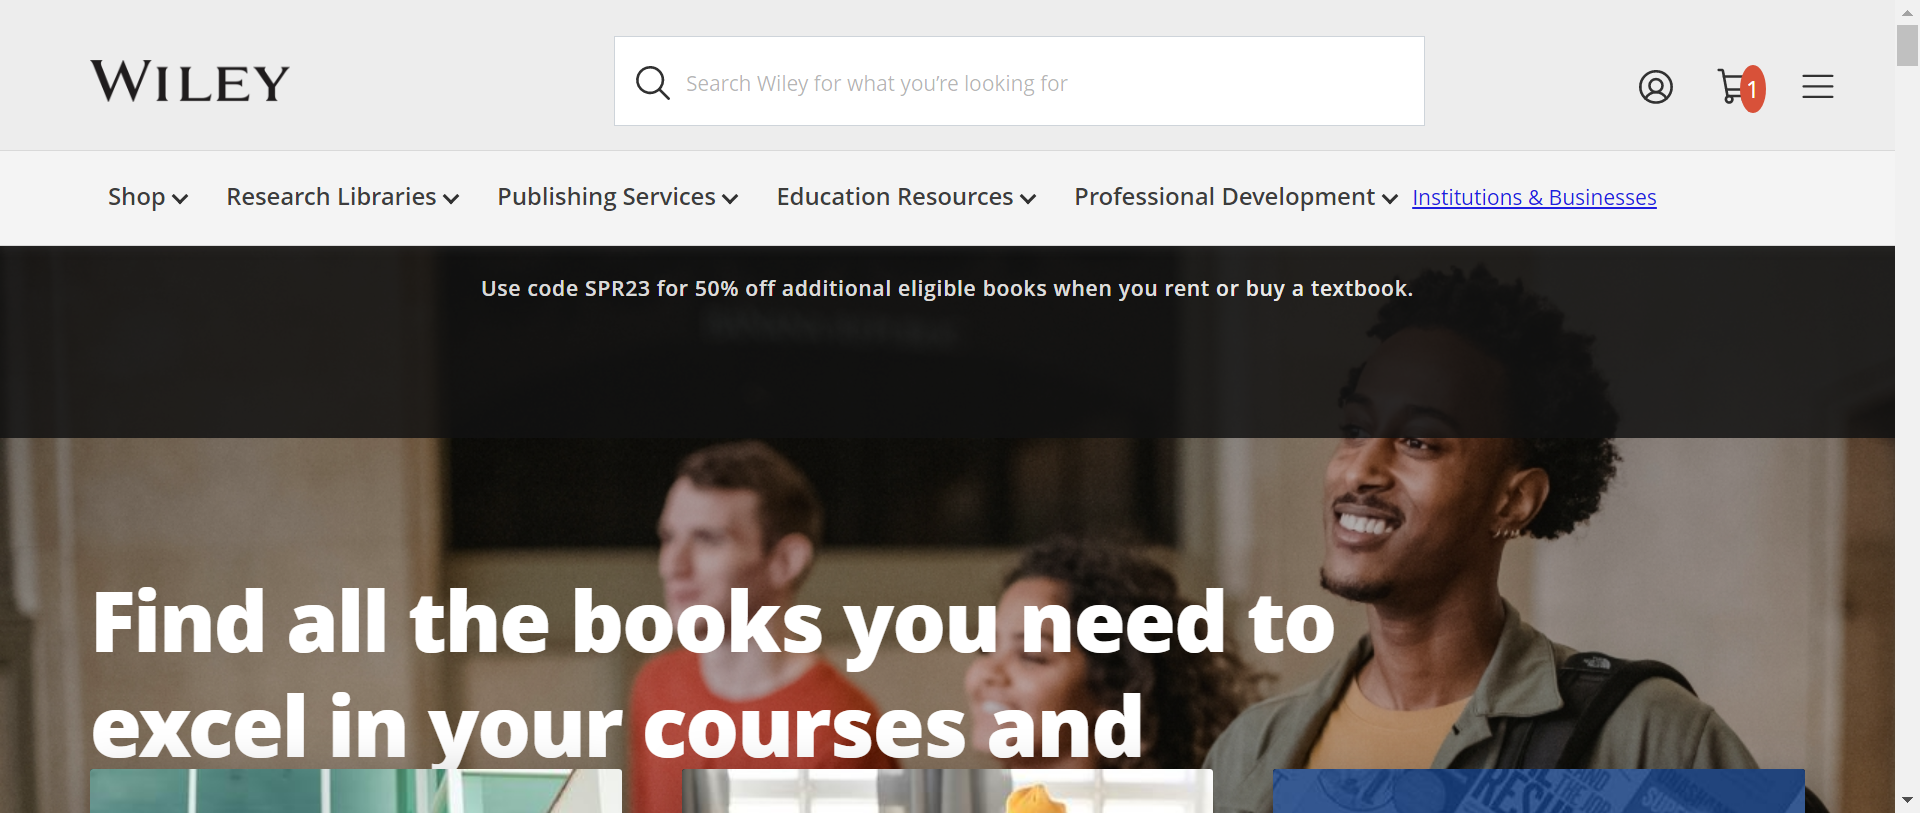 WILEY
Search Wiley for what you’re looking for
1
Shop
Research Libraries
Publishing Services
Education Resources
Professional Development
Institutions & Businesses
Use code SPR23 for 50% off additional eligible books when you rent or buy a textbook.
Find all the books you need to
excel in your courses and